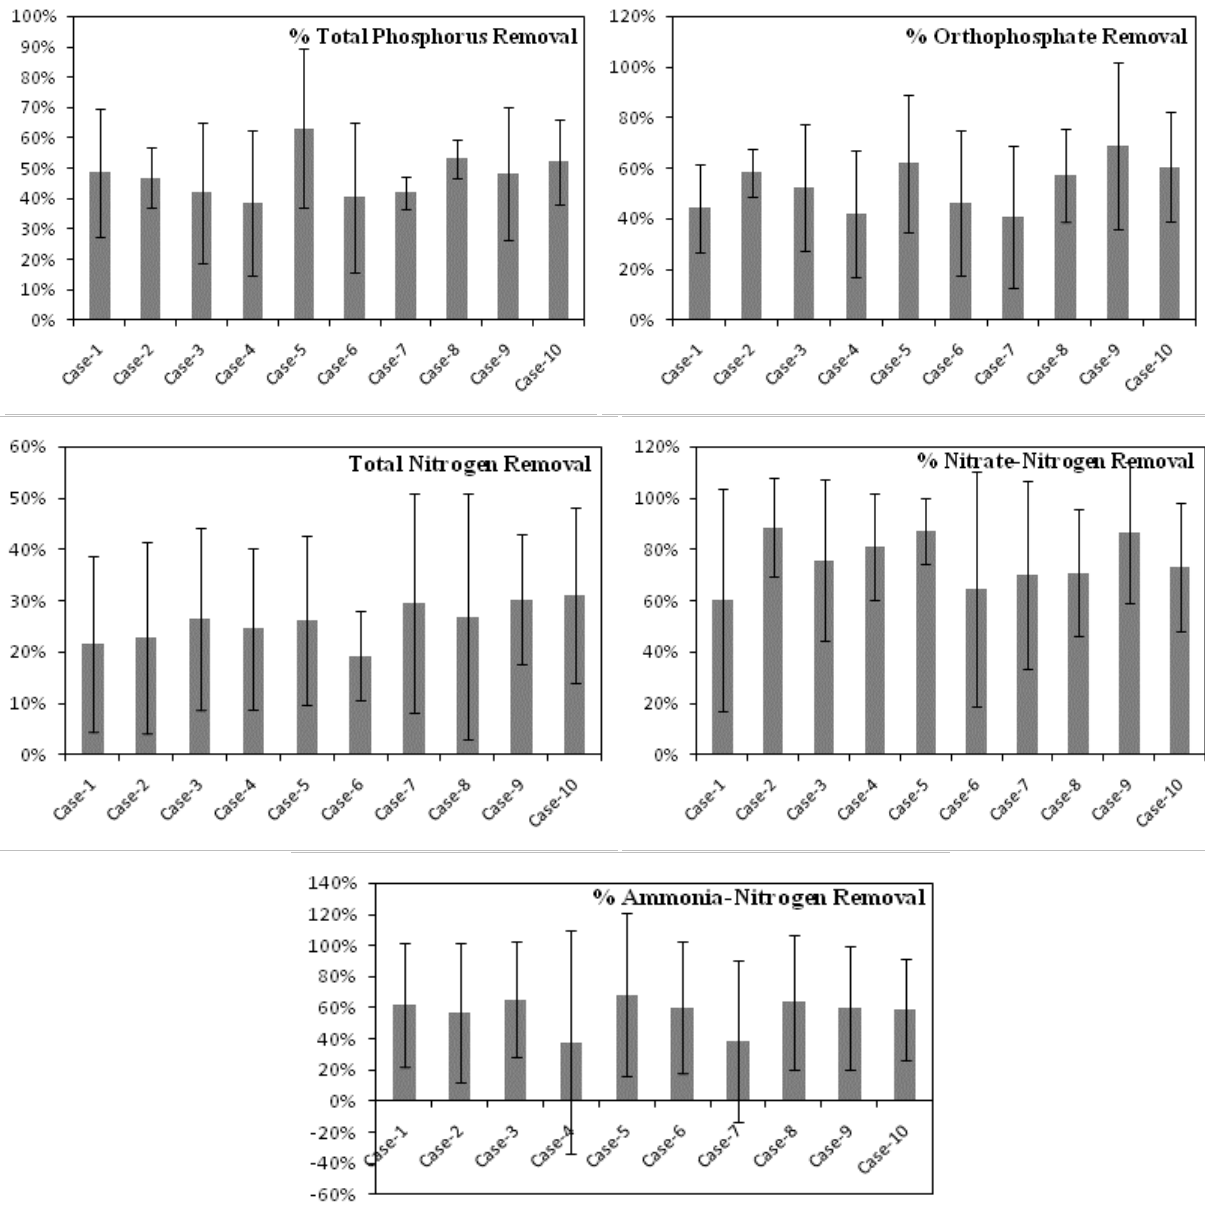 % Total Phosphorus Removal
100%
90%
80%
70%
60%
50%
40%
30%
20%
10%
0%
Case-1
Case-2
Case-3
Case-4
Case-5
Case-6
Case-7
Case-8
Case-9
Case-10
% Orthophosphate Removal
120%
100%
80%
60%
40%
20%
0%
Case-1
Case-2
Case-3
Case-4
Case-5
Case-6
Case-7
Case-8
Case-9
Case-10
Total Nitrogen Removal
60%
50%
40%
30%
20%
10%
0%
Case-1
Case-2
Case-3
Case-4
Case-5
Case-6
Case-7
Case-8
Case-9
Case-10
% Nitrate-Nitrogen Removal
120%
100%
80%
60%
40%
20%
0%
Case-1
Case-2
Case-3
Case-4
Case-5
Case-6
Case-7
Case-8
Case-9
Case-10
% Ammonia-Nitrogen Removal
140%
120%
100%
80%
60%
40%
20%
0%
-20%
-40%
-60%
Case-1
Case-2
Case-3
Case-4
Case-5
Case-6
Case-7
Case-8
Case-9
Case-10